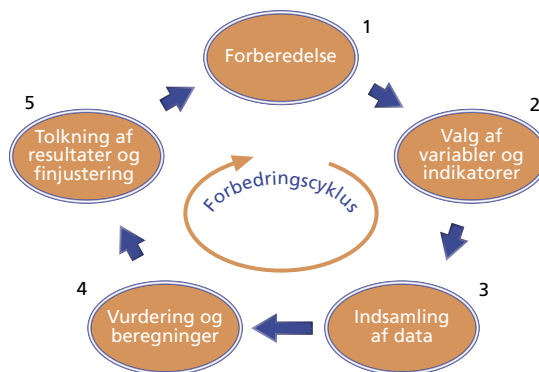 1
Forberedelse
2
Valg af
variabler og
indikatorer
3
Indsamling
af data
4
Vurdering og
beregninger
5
Tolkning af
resultater og
finjustering
Forbedringscyklus